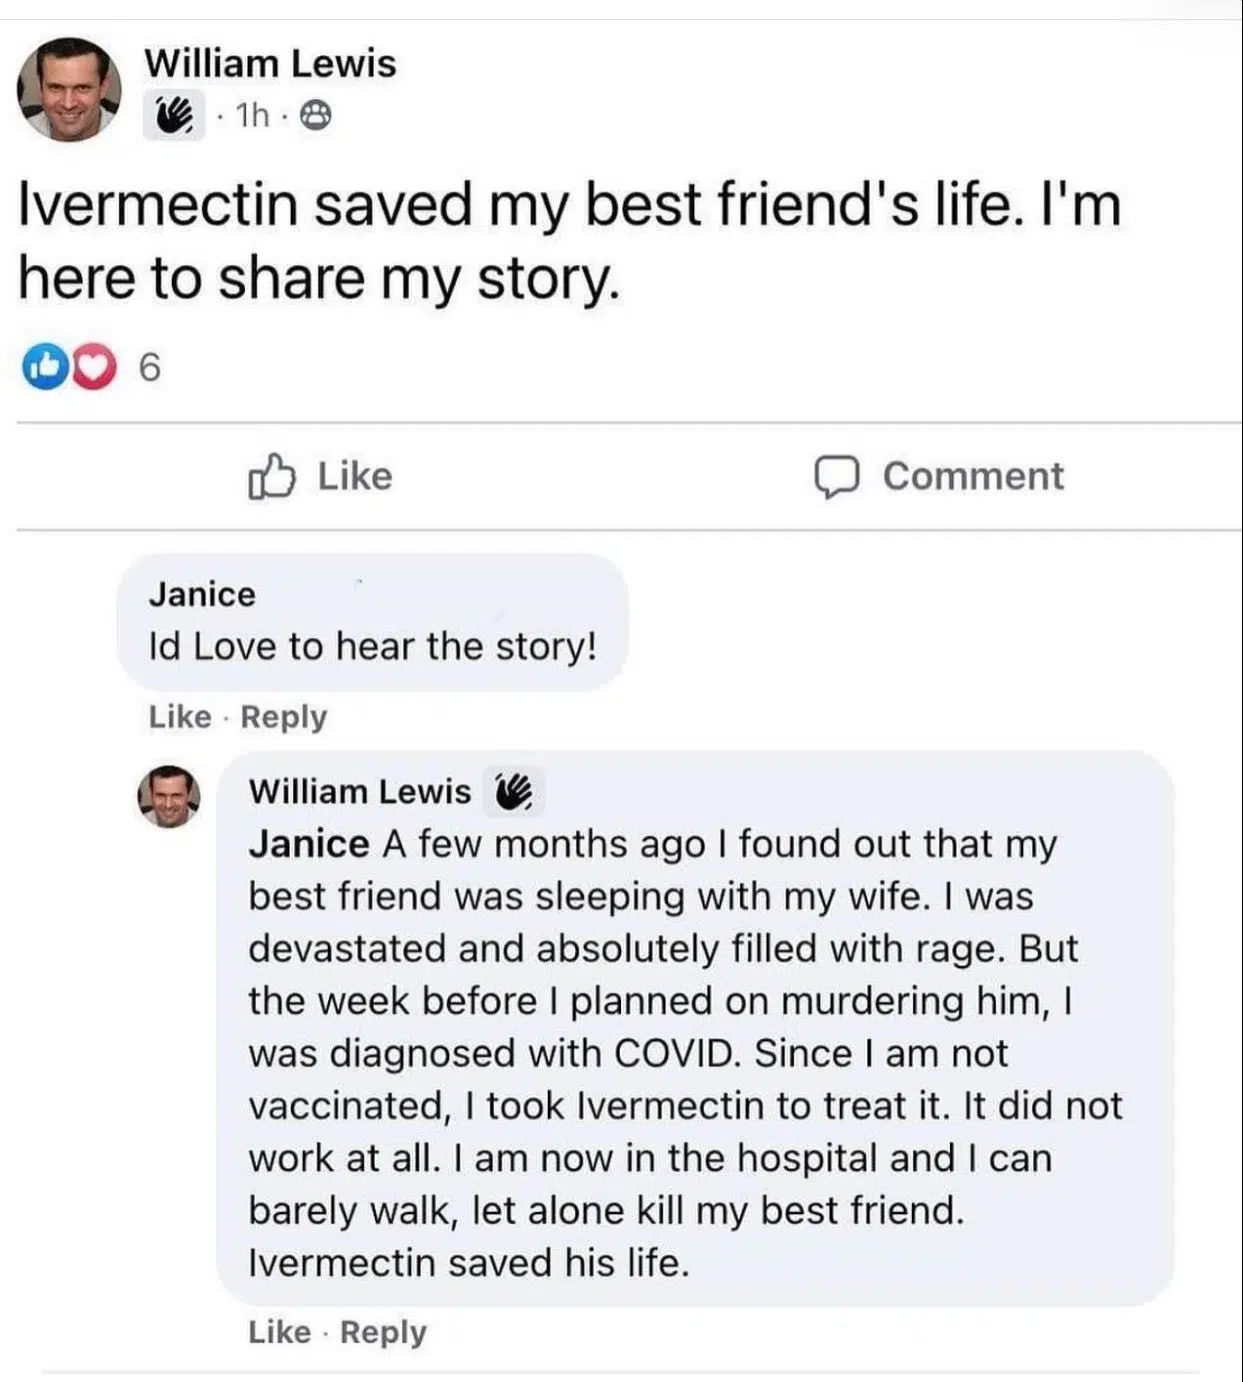 William Lewis
· 1h ·
Ivermectin saved my best friend's life. I'm
here to share my story.
6
Like Comment
Janice
Id Love to hear the story!
Like · Reply
William Lewis
Janice A few months ago I found out that my
best friend was sleeping with my wife. I was
devastated and absolutely filled with rage. But
the week before I planned on murdering him, I
was diagnosed with COVID. Since I am not
vaccinated, I took Ivermectin to treat it. It did not
work at all. I am now in the hospital and I can
barely walk, let alone kill my best friend.
Ivermectin saved his life.
Like · Reply